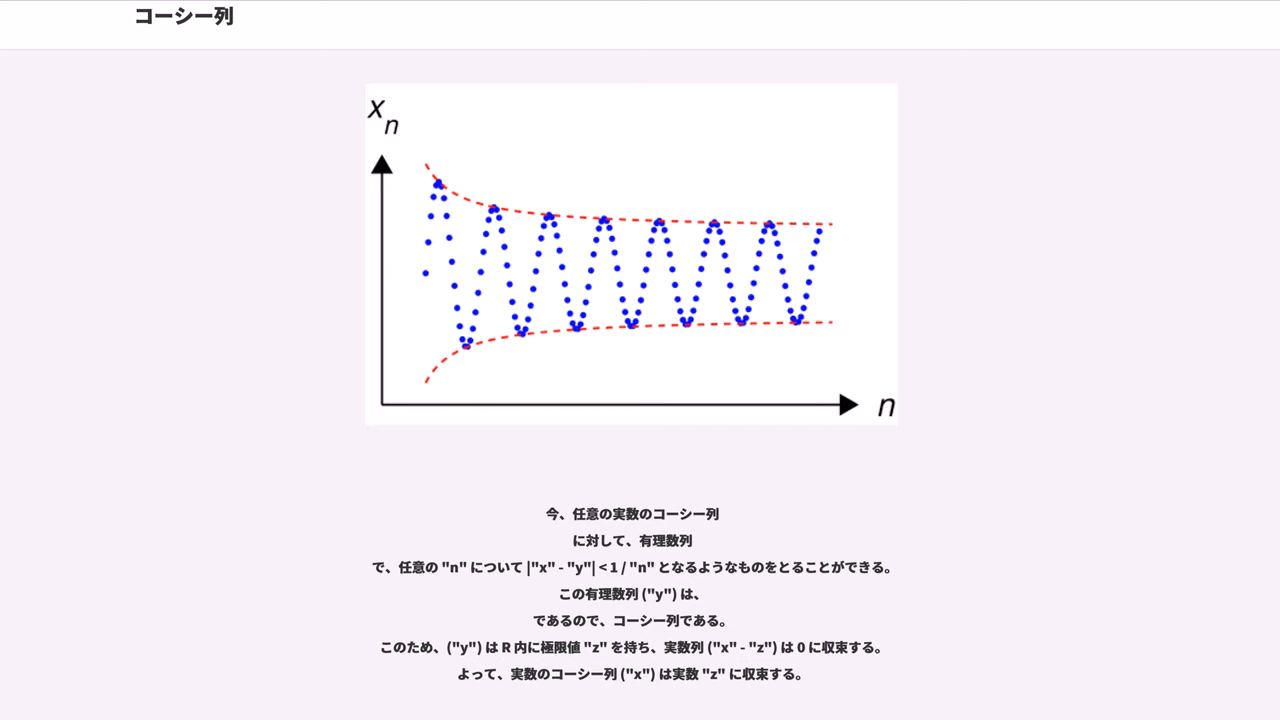 コーシー列
x
n
n
今、任意の実数のコーシー列
に対して、有理数列
で、任意の "n" について |"x" - "y"| < 1 / "n" となるようなものをとることができる。
この有理数列 ("y") は、
であるので、コーシー列である。
このため、("y") は R 内に極限値 "z" を持ち、実数列 ("x" - "z") は 0 に収束する。
よって、実数のコーシー列 ("x") は実数 "z" に収束する。